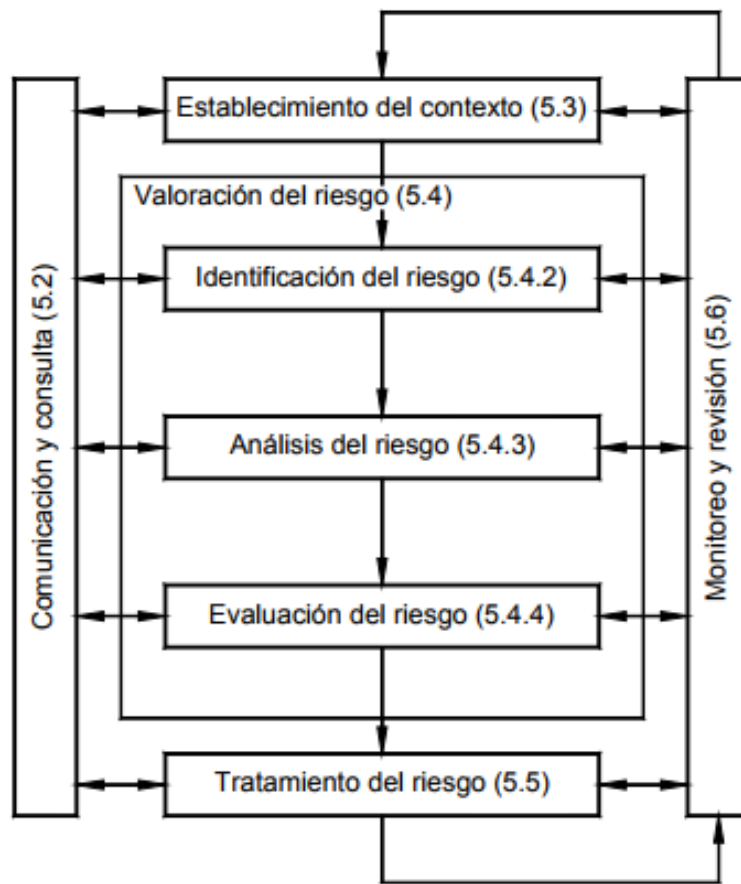 Establecimiento del contexto (5.3)
Valoración del riesgo (5.4)
Identificación del riesgo (5.4.2)
Análisis del riesgo (5.4.3)
Evaluación del riesgo (5.4.4)
Tratamiento del riesgo (5.5)
Comunicación y consulta (5.2)
Monitoreo y revisión (5.6)